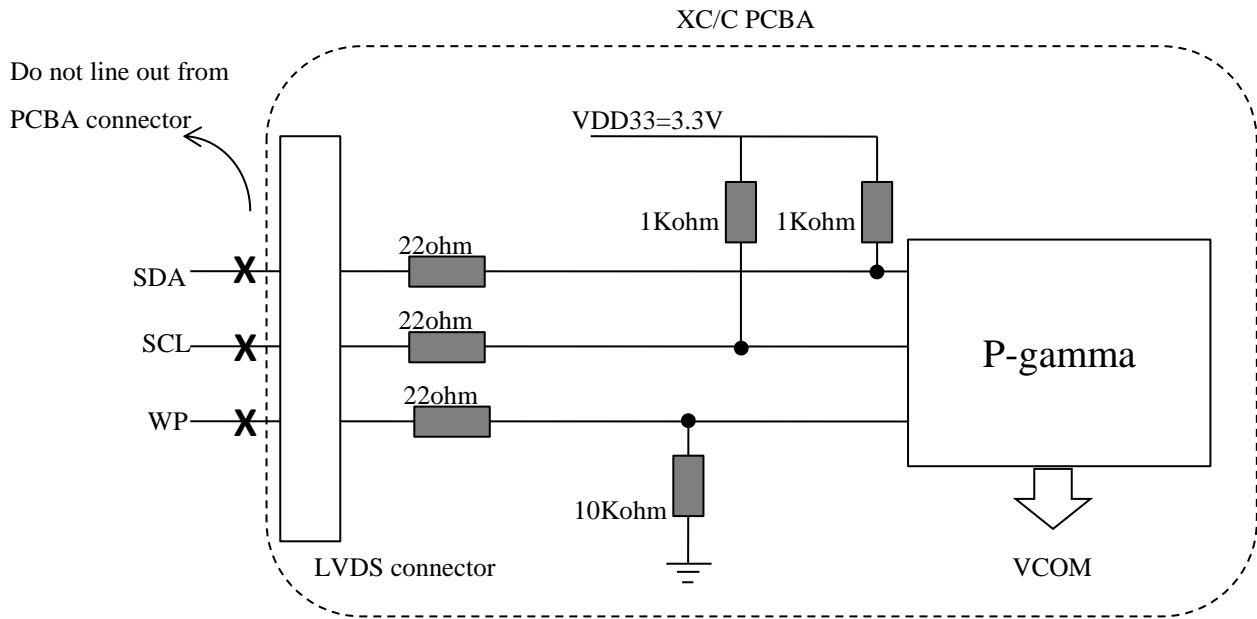 XC/C PCBA
Do not line out from
PCBA connector
VDD33=3.3V
1Kohm
1Kohm
22ohm
SDA
22ohm
SCL
P-gamma
22ohm
WP
10Kohm
LVDS connector
VCOM